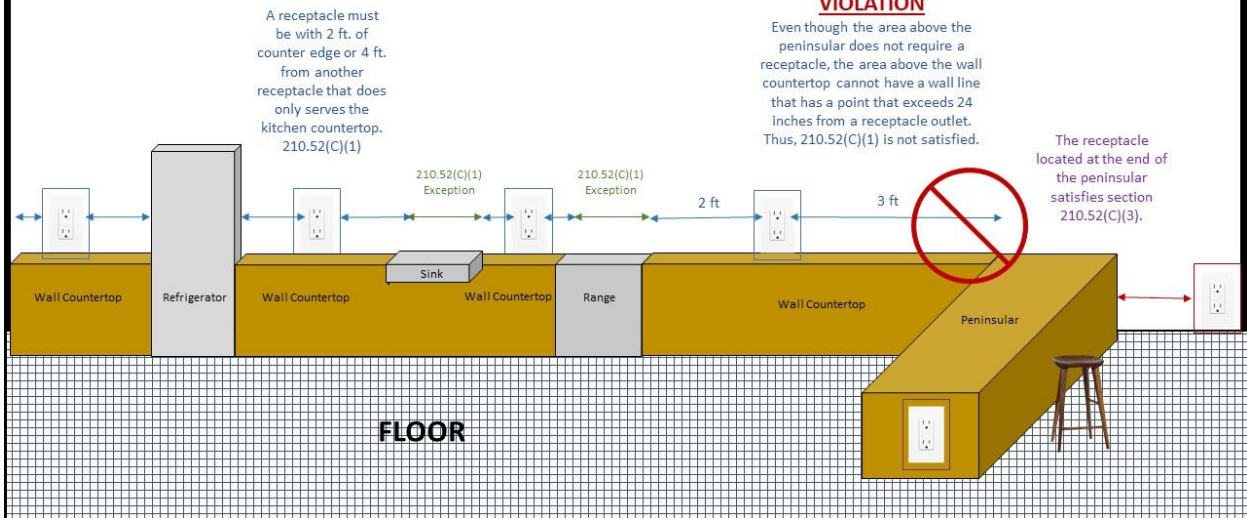 A receptacle must
be with 2 ft. of
counter edge or 4 ft.
from another
receptacle that does
only serves the
kitchen countertop.
210.52(C)(1)
VIOLATION
Even though the area above the
peninsular does not require a
receptacle, the area above the wall
countertop cannot have a wall line
that has a point that exceeds 24
inches from a receptacle outlet.
Thus, 210.52(C)(1) is not satisfied.
The receptacle
located at the end of
the peninsular
satisfies section
210.52(C)(3).
210.52(C)(1)
Exception
210.52(C)(1)
Exception
2 ft
3 ft
Sink
Wall Countertop
Refrigerator
Wall Countertop
Wall Countertop
Range
Wall Countertop
Peninsular
FLOOR